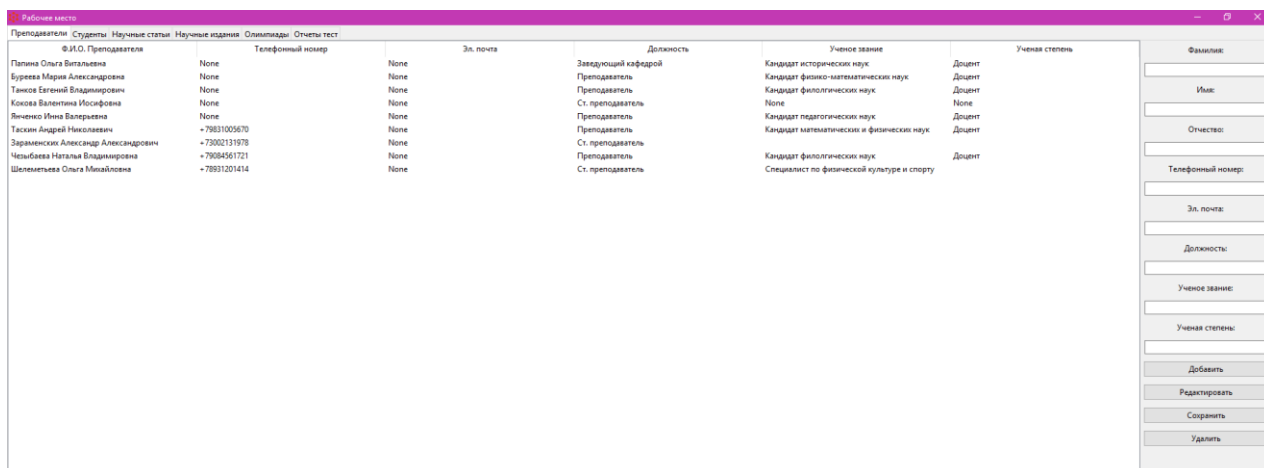 Рабочее место
Преподаватели Студенты Научные статьи Научные издания Олимпиады Отчеты тест
Ф.И.О. Преподавателя Телефонный номер Эл. почта Должность Ученое звание Ученая степень
Папина Ольга Витальевна None None Заведующий кафедрой Кандидат исторических наук Доцент
Буреева Мария Александровна None None Преподаватель Кандидат физико-математических наук Доцент
Танков Евгений Владимирович None None Преподаватель Кандидат филолгических наук Доцент
Кокова Валентина Иосифовна None None Ст. преподаватель None None
Янченко Инна Валерьевна None None Преподаватель Кандидат педагогических наук Доцент
Таскин Андрей Николаевич +79831005670 None Преподаватель Кандидат математических и физических наук Доцент
Зараменских Александр Александрович +73002131978 None Ст. преподаватель
Чезыбаева Наталья Владимировна +79084561721 None Преподаватель Кандидат филолгических наук Доцент
Шелеметьева Ольга Михайловна +78931201414 None Ст. преподаватель Специалист по физической культуре и спорту
Фамилия:
Имя:
Отчество:
Телефонный номер:
Эл. почта:
Должность:
Ученое звание:
Ученая степень:
Добавить
Редактировать
Сохранить
Удалить